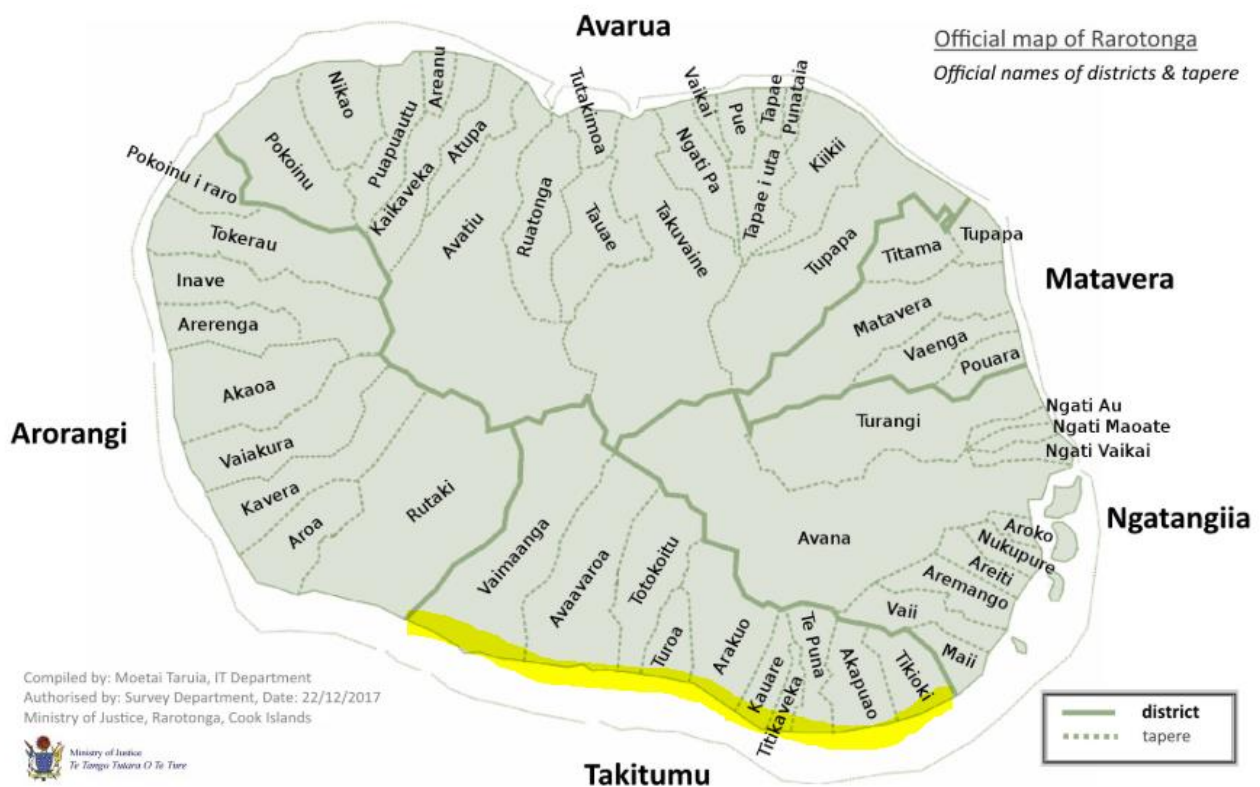 Avarua
Official map of Rarotonga
Official names of districts & tapere
Nikao
Areanu
Tutakimoa
Vaikai
Pue
Tapae
Punataia
Pokoinu
Puapuautu
Kaikaveka
Atupa
Ngati Pa
Tapae i uta
Kiikii
Pokoinu i raro
Avatiu
Ruatonga
Tauae
Takuvaine
Tupapa
Titama
Tupapa
Tokerau
Inave
Arerenga
Matavera
Matavera
Vaenga
Pouara
Akaoa
Turangi
Ngati Au
Ngati Maoate
Ngati Vaikai
Arorangi
Vaiakura
Kavera
Aroa
Rutaki
Vaimaanga
Avaavaroa
Totokoitu
Avana
Ngatangiia
Aroko
Nukupure
Areiti
Aremango
Vaii
Maii
Turoa
Arakuo
Kauare
Titikaveka
Te Puna
Akapuao
Tikioki
Compiled by: Moetai Taruia, IT Department
Authorised by: Survey Department, Date: 22/12/2017
Ministry of Justice, Rarotonga, Cook Islands
Ministry of Justice
Te Tango Tutara O Te Ture
Takitumu
district
tapere